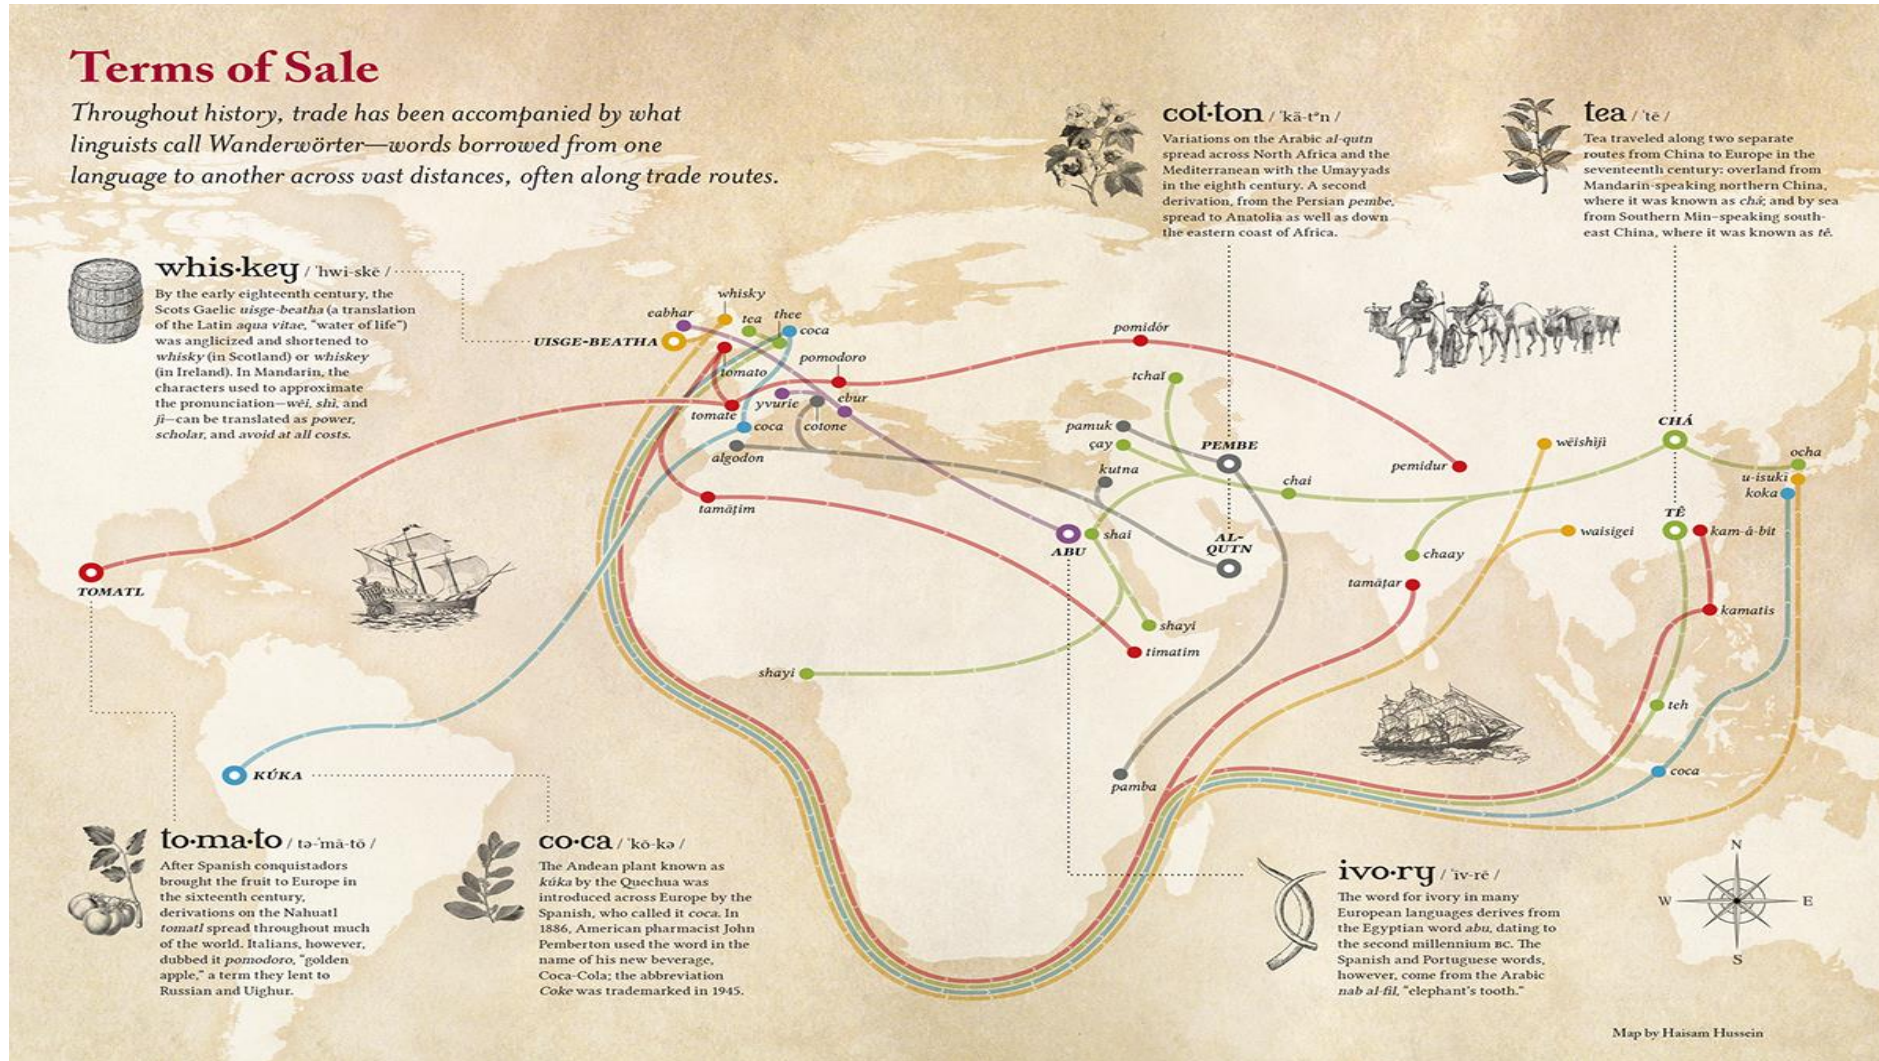 Terms of Sale
Throughout history, trade has been accompanied by what
linguists call Wanderwörter—words borrowed from one
language to another across vast distances, often along trade routes.
cot·ton / ˈkä-tᵊn /
Variations on the Arabic al-qutn
spread across North Africa and the
Mediterranean with the Umayyads
in the eighth century. A second
derivation, from the Persian pembe,
spread to Anatolia as well as down
the eastern coast of Africa.
tea / ˈtē /
Tea traveled along two separate
routes from China to Europe in the
seventeenth century: overland from
Mandarin-speaking northern China,
where it was known as chá; and by sea
from Southern Min–speaking south-
east China, where it was known as tê.
whis·key / ˈhwi-skē /
By the early eighteenth century, the
Scots Gaelic uisge-beatha (a translation
of the Latin aqua vitae, “water of life”)
was anglicized and shortened to
whisky (in Scotland) or whiskey
(in Ireland). In Mandarin, the
characters used to approximate
the pronunciation—wēi, shì, and
jì—can be translated as power,
scholar, and avoid at all costs.
whisky
eabhar
tea
thee
coca
UISGE-BEATHA
tomato
pomodoro
pomidór
tchaï
yvurie
ebur
tomate
coca
cotone
algodon
pamuk
çay
PEMBE
kutna
chai
CHÁ
wēishìjì
pemidur
ocha
u-isuki
koka
tamāṭim
ABU
shai
AL-
QUTN
TÊ
kam-á-bit
waisigei
chaay
tamāṭar
kamatis
TOMATL
shayi
timatim
shayi
teh
KÚKA
pamba
coca
to·ma·to / tə-ˈmā-tō /
After Spanish conquistadors
brought the fruit to Europe in
the sixteenth century,
derivations on the Nahuatl
tomatl spread throughout much
of the world. Italians, however,
dubbed it pomodoro, “golden
apple,” a term they lent to
Russian and Uighur.
co·ca / ˈkō-kə /
The Andean plant known as
kúka by the Quechua was
introduced across Europe by the
Spanish, who called it coca. In
1886, American pharmacist John
Pemberton used the word in the
name of his new beverage,
Coca-Cola; the abbreviation
Coke was trademarked in 1945.
ivo·ry / ˈīv-rē /
The word for ivory in many
European languages derives from
the Egyptian word abu, dating to
the second millennium BC. The
Spanish and Portuguese words,
however, come from the Arabic
nab al-fil, “elephant’s tooth.”
N
W
E
S
Map by Haisam Hussein